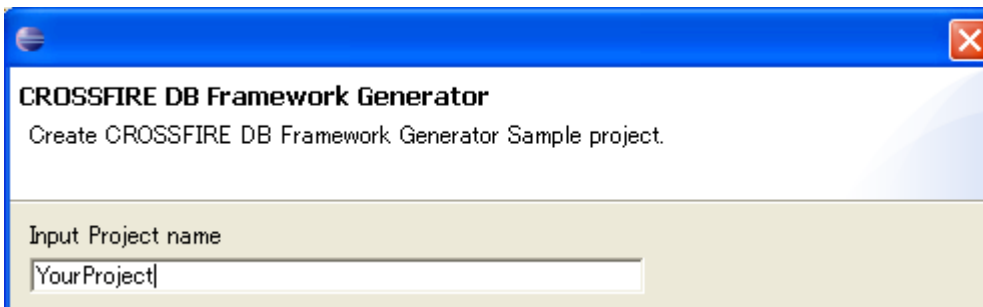 CROSSFIRE DB Framework Generator
Create CROSSFIRE DB Framework Generator Sample project.
Input Project name
YourProject